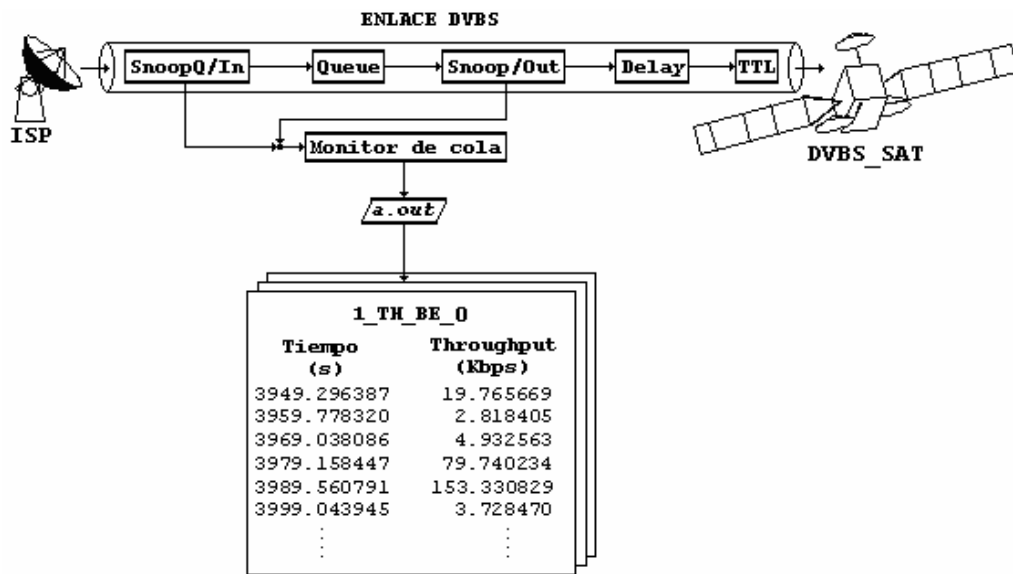 ENLACE DVBS
SnoopQ/In Queue Snoop/Out Delay TTL
ISP
DVBS_SAT
Monitor de cola
a.out
1_TH_BE_0
Tiempo Throughput
(s) (Kbps)
3949.296387 19.765669
3959.778320 2.818405
3969.038086 4.932563
3979.158447 79.740234
3989.560791 153.330829
3999.043945 3.728470